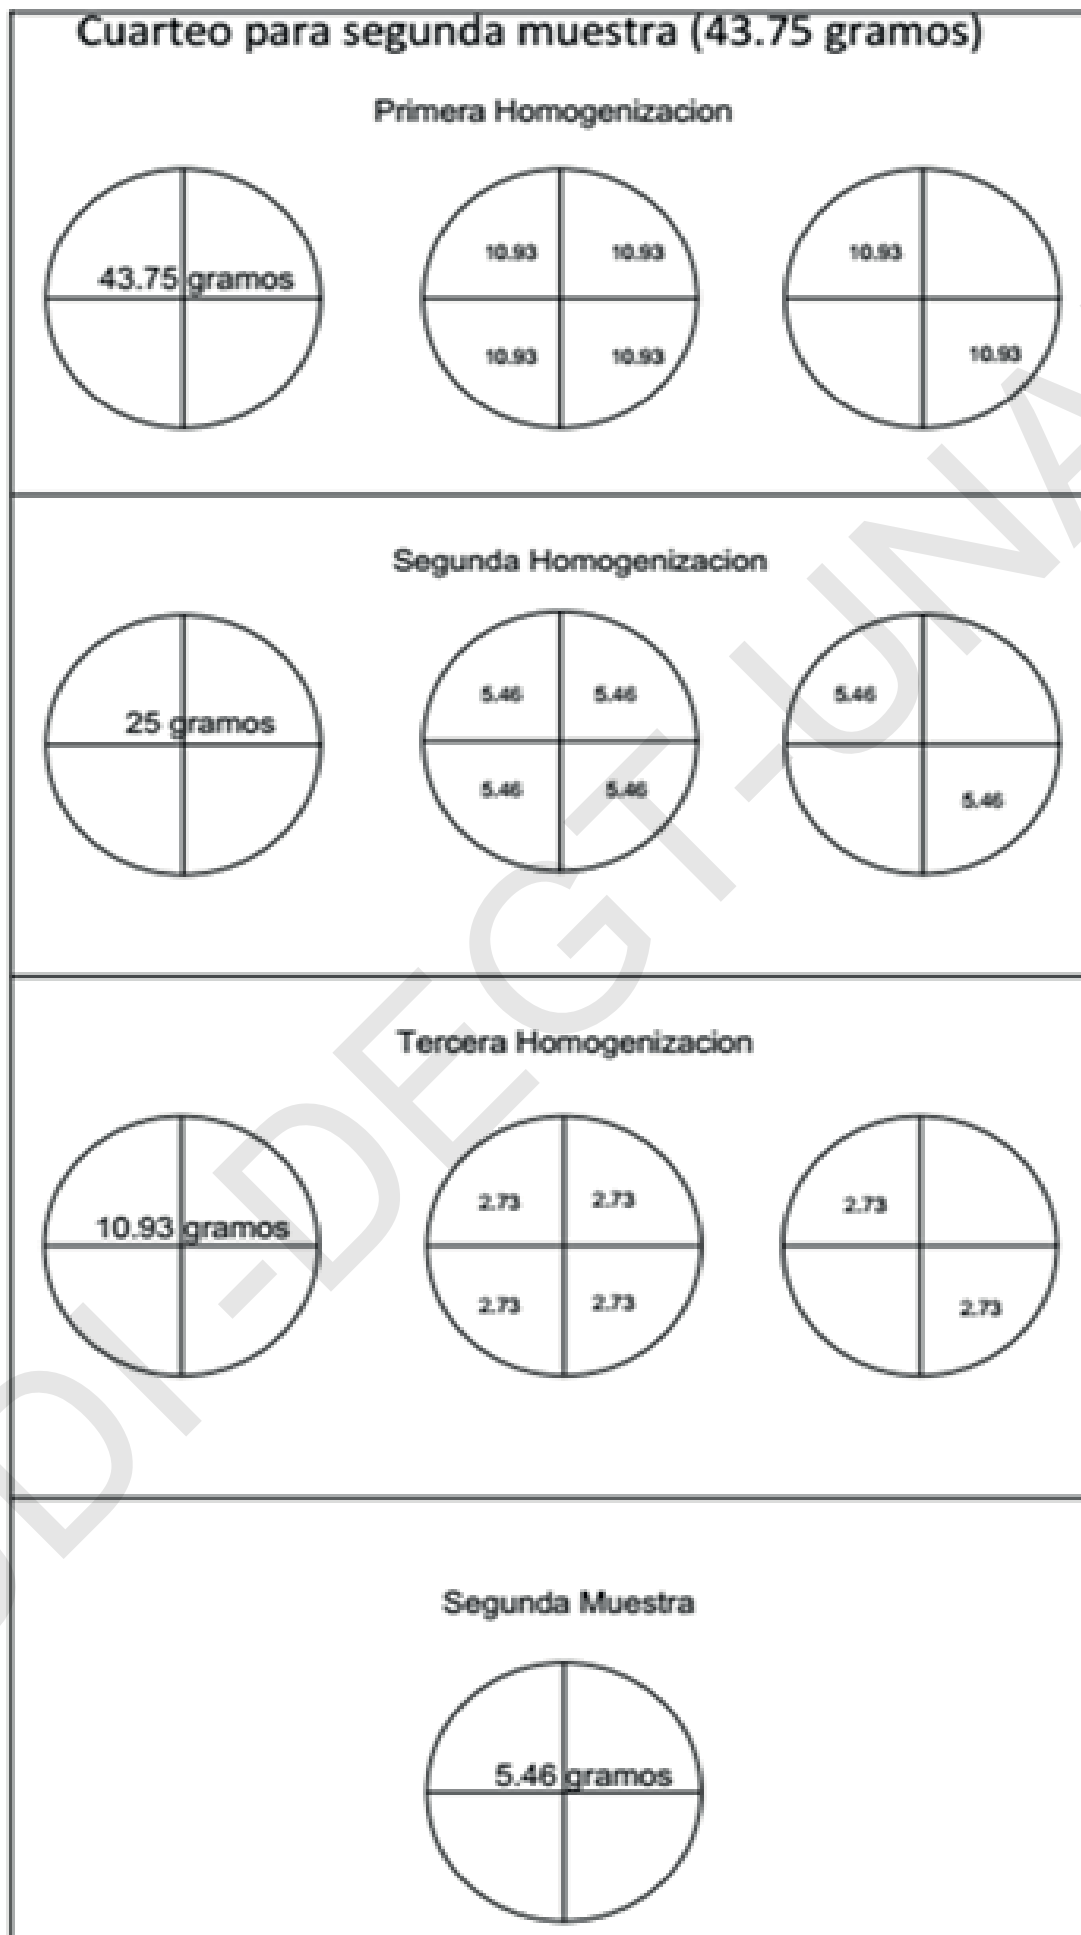 Cuarteo para segunda muestra (43.75 gramos)
Primera Homogenizacion
43.75 gramos
10.93 10.93
10.93 10.93
10.93
10.93
Segunda Homogenizacion
25 gramos
5.46 5.46
5.46 5.46
5.46
5.46
Tercera Homogenizacion
10.93 gramos
2.73 2.73
2.73 2.73
2.73
2.73
Segunda Muestra
5.46 gramos
DI-DEGT-UNA